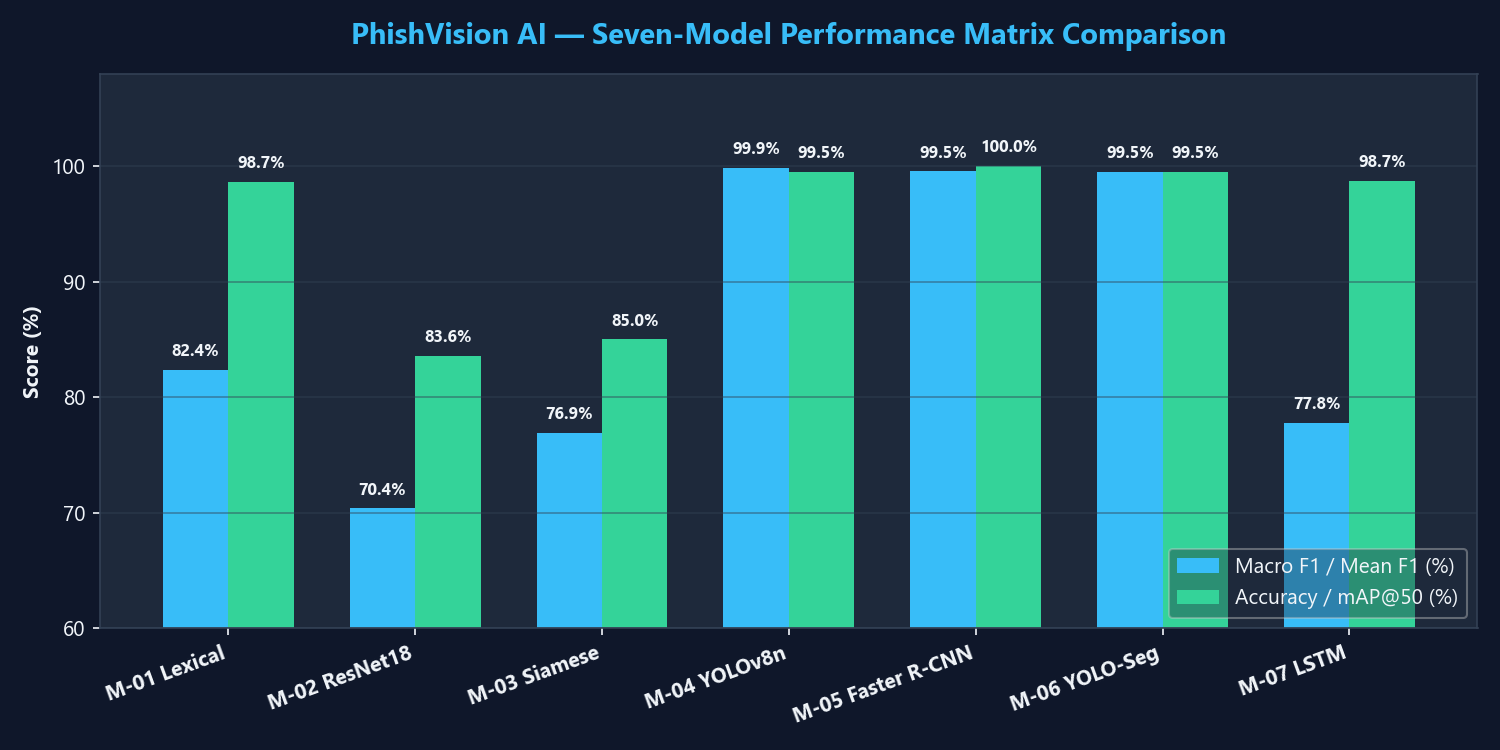 PhishVision AI — Seven-Model Performance Matrix Comparison
Score (%)
100
90
80
70
60
82.4%
98.7%
70.4%
83.6%
76.9%
85.0%
99.9%
99.5%
99.5%
100.0%
99.5%
99.5%
77.8%
98.7%
Macro F1 / Mean F1 (%)
Accuracy / mAP@50 (%)
M-01 Lexical
M-02 ResNet18
M-03 Siamese
M-04 YOLOv8n
M-05 Faster R-CNN
M-06 YOLO-Seg
M-07 LSTM